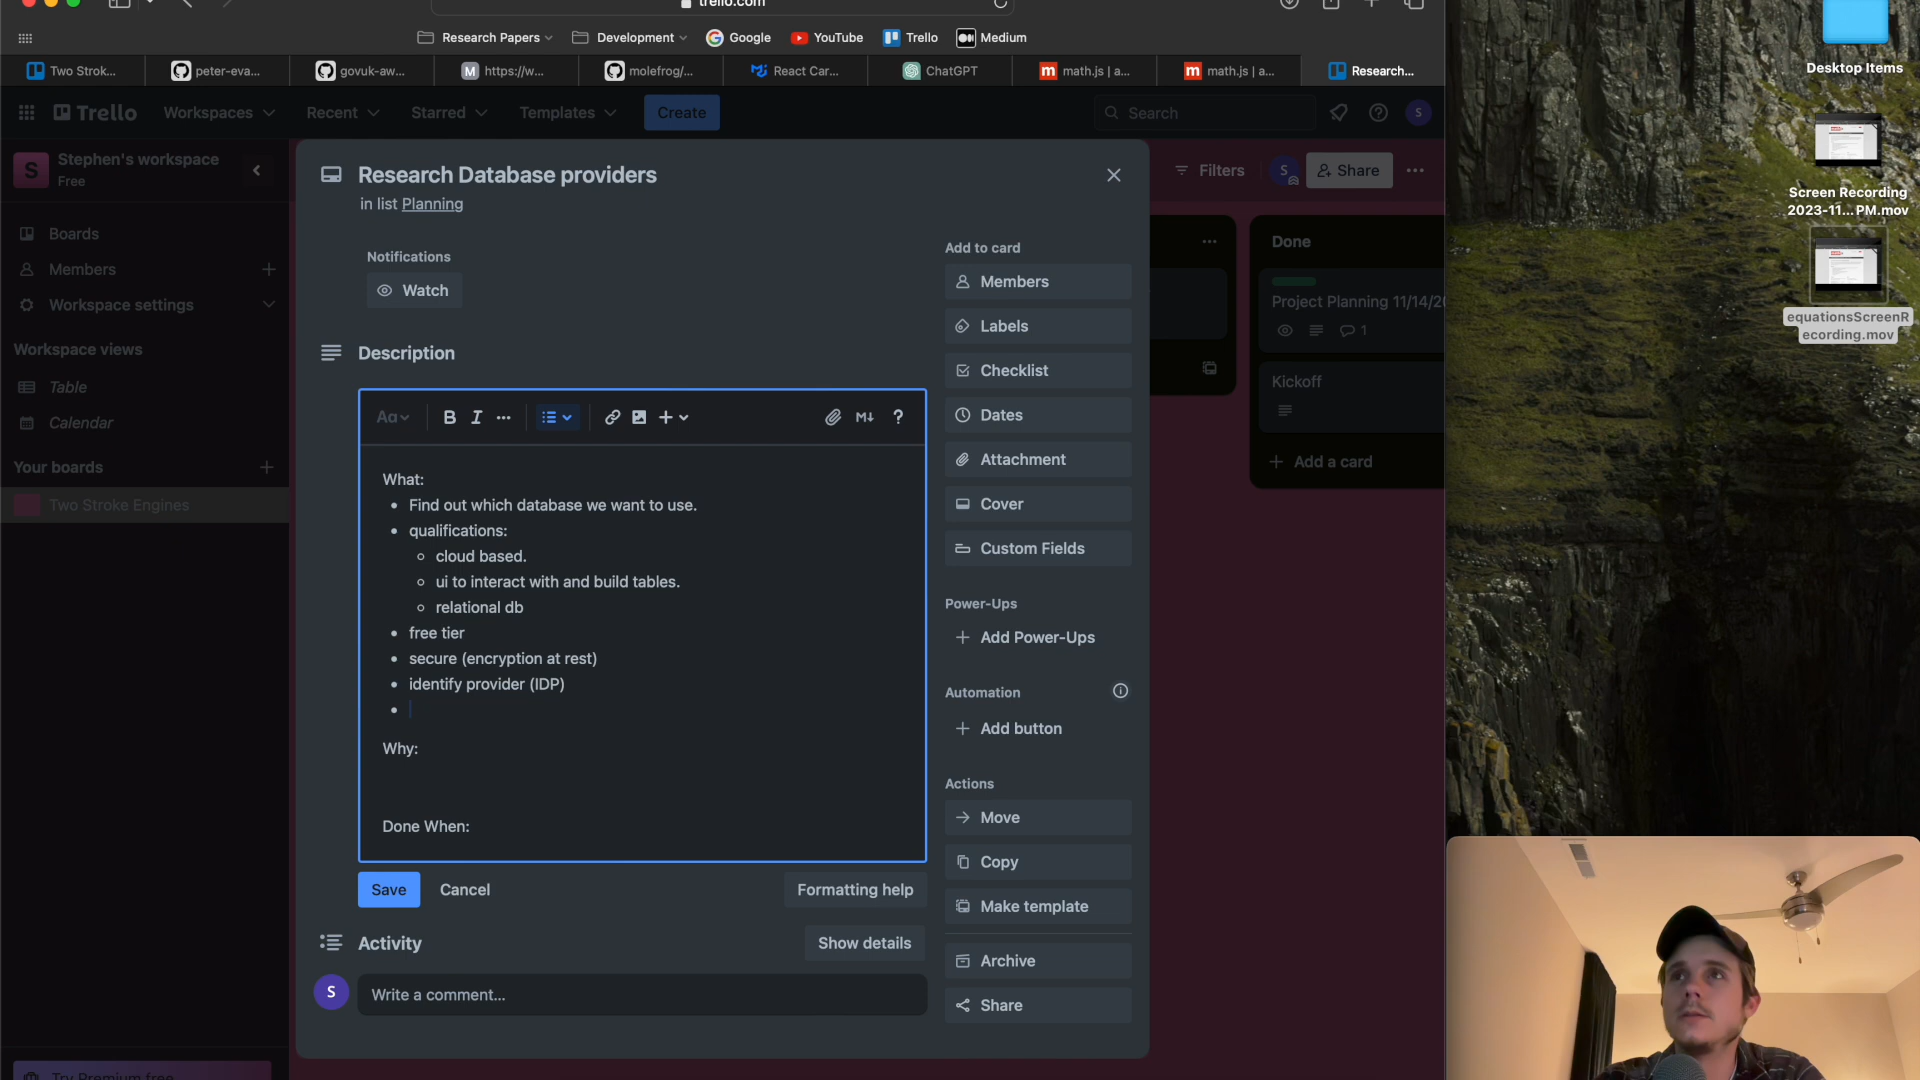 trello.com
Research Papers
Development
Google
YouTube
Trello
Medium
Two Strok...
peter-eva...
govuk-aw...
https://w...
molefrog/...
React Car...
ChatGPT
math.js | a...
math.js | a...
Research...
Trello
Workspaces
Recent
Starred
Templates
Create
Search
S
S
Stephen's workspace
Free
Boards
Members
Workspace settings
Workspace views
Table
Calendar
Your boards
Two Stroke Engines
Try Premium free
Research Database providers
in list Planning
Notifications
Watch
Description
Aa
B I
M
?
What:
Find out which database we want to use.
qualifications:
cloud based.
ui to interact with and build tables.
relational db
free tier
secure (encryption at rest)
identify provider (IDP)
Why:
Done When:
Save
Cancel
Formatting help
Activity
Show details
S
Write a comment...
Add to card
Members
Labels
Checklist
Dates
Attachment
Cover
Custom Fields
Power-Ups
Add Power-Ups
Automation
Add button
Actions
Move
Copy
Make template
Archive
Share
Filters
S
Share
Done
Project Planning 11/14/20
1
Kickoff
Add a card
Desktop Items
Screen Recording
2023-11...PM.mov
equationsScreenR
ecording.mov